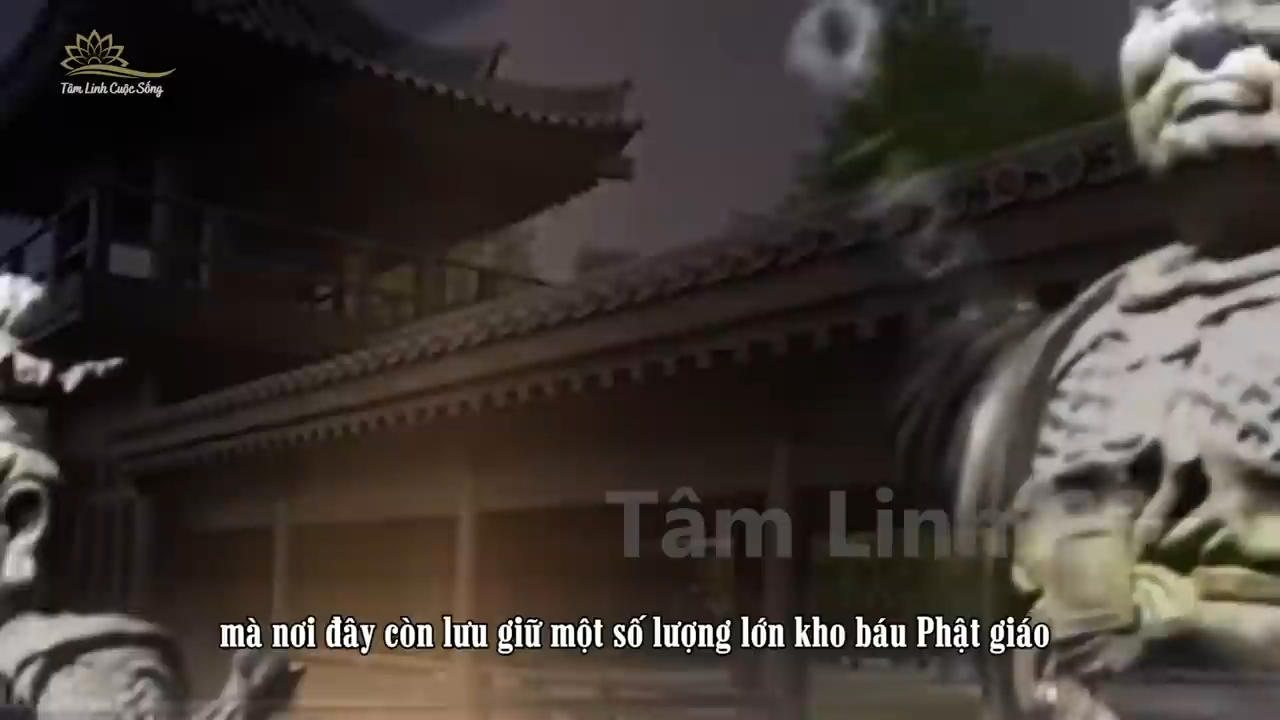 Tâm Linh Cuộc Sống
Tâm Linh
mà nơi đây còn lưu giữ một số lượng lớn kho báu Phật giáo